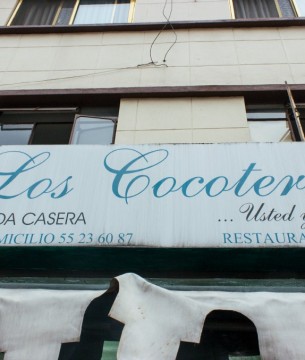 Los Cocoter
DA CASERA
... Usted y
MICILIO 55 23 60 87
RESTAURA